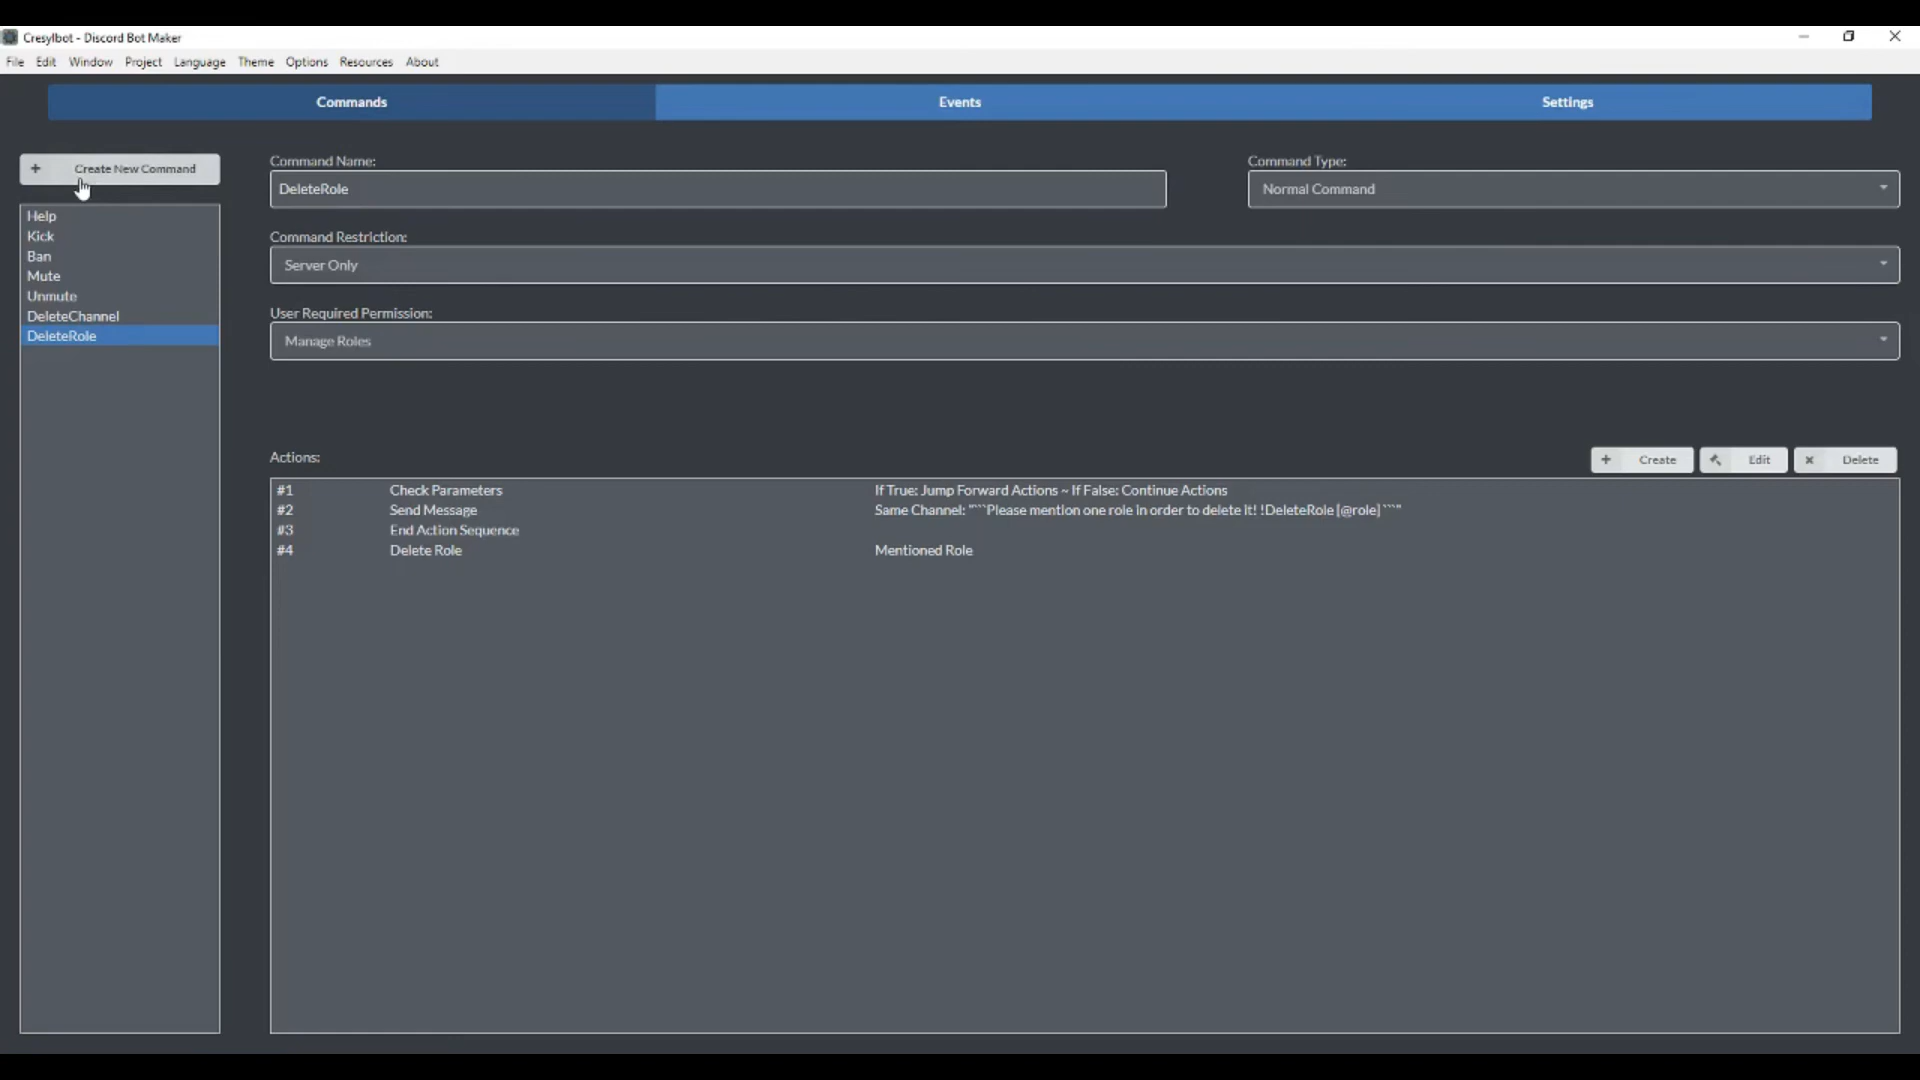 Cresylbot - Discord Bot Maker
File Edit Window Project Language Theme Options Resources About
Commands Events Settings
+ Create New Command
Help
Kick
Ban
Mute
Unmute
DeleteChannel
DeleteRole
Command Name:
DeleteRole
Command Type:
Normal Command
Command Restriction:
Server Only
User Required Permission:
Manage Roles
Actions:
+ Create Edit Delete
#1 Check Parameters If True: Jump Forward Actions ~ If False: Continue Actions
#2 Send Message Same Channel: "```Please mention one role in order to delete it! !DeleteRole [@role] ```"
#3 End Action Sequence
#4 Delete Role Mentioned Role